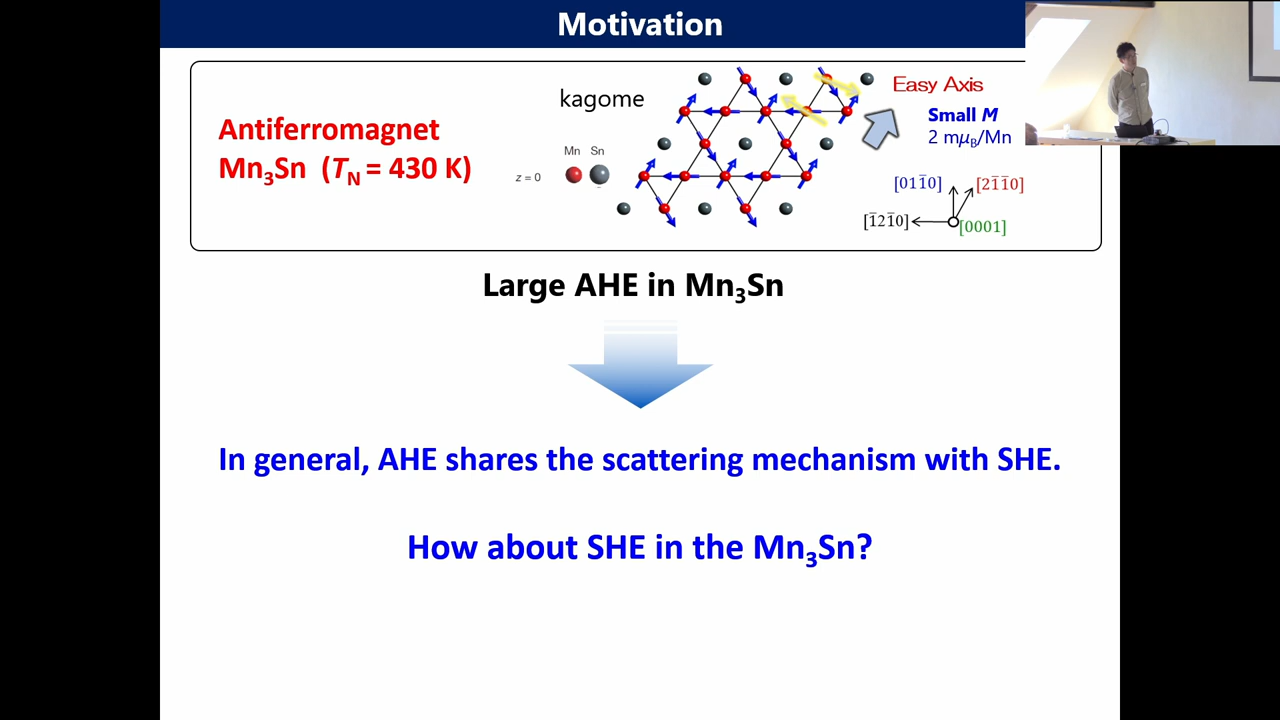 Motivation
kagome
Easy Axis
Small M
2 mμB/Mn
Antiferromagnet
Mn₃Sn (TN = 430 K)
Mn Sn
z = 0
[011̄0]
[21̄1̄0]
[1̄21̄0]
[0001]
Large AHE in Mn₃Sn
In general, AHE shares the scattering mechanism with SHE.
How about SHE in the Mn₃Sn?